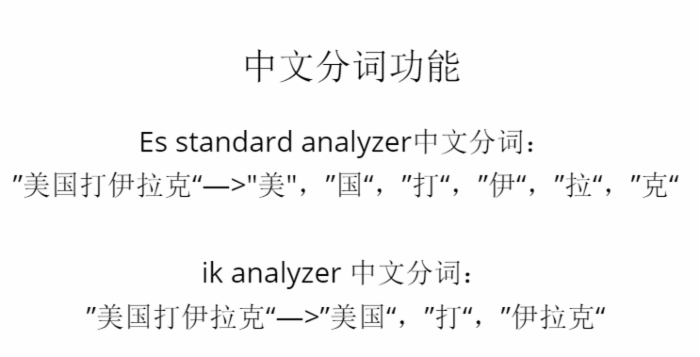 中文分词功能
Es standard analyzer中文分词：
”美国打伊拉克“—>"美"，”国“，”打“，”伊“，”拉“，”克“
ik analyzer 中文分词：
”美国打伊拉克“—>”美国“，”打“，”伊拉克“